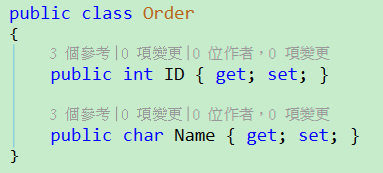 public class Order
{
3 個參考|0 項變更|0 位作者，0 項變更
public int ID { get; set; }
3 個參考|0 項變更|0 位作者，0 項變更
public char Name { get; set; }
}